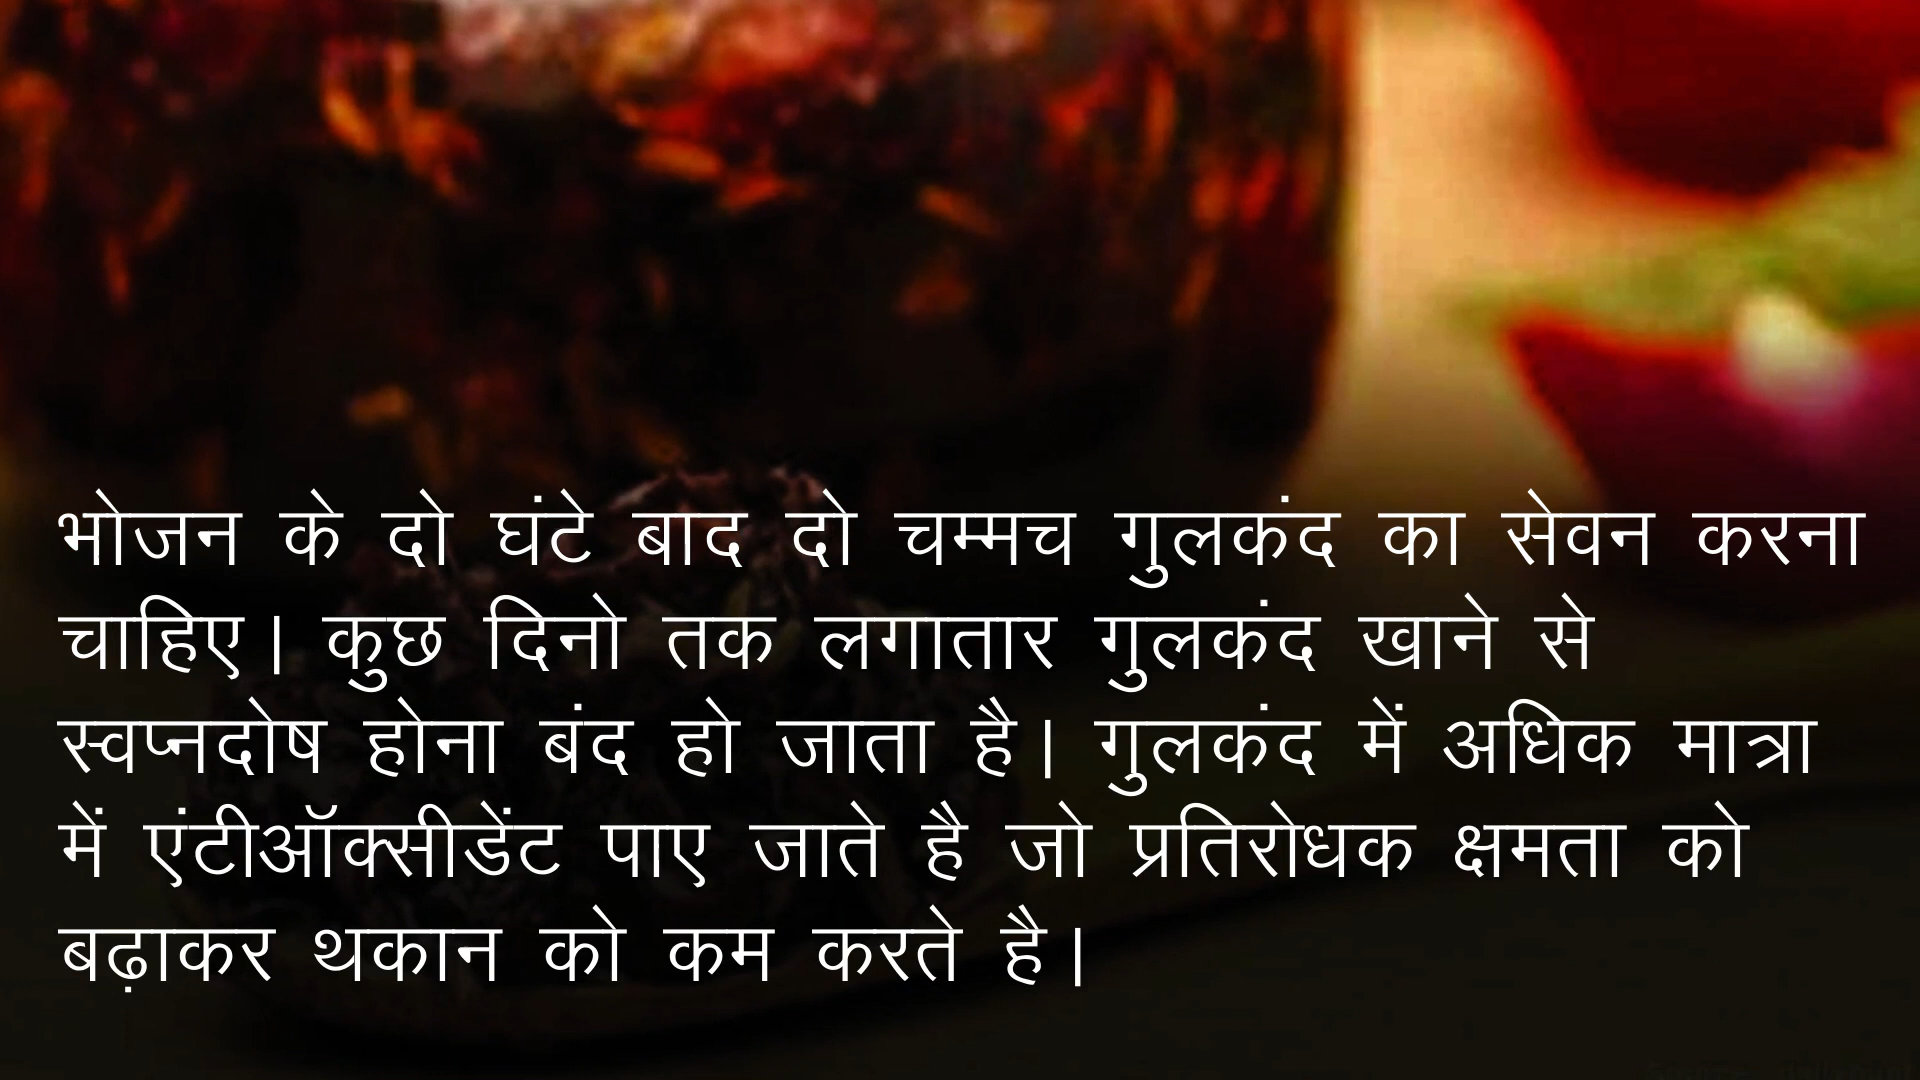 भोजन के दो घंटे बाद दो चम्मच गुलकंद का सेवन करना
चाहिए। कुछ दिनो तक लगातार गुलकंद खाने से
स्वप्नदोष होना बंद हो जाता है। गुलकंद में अधिक मात्रा
में एंटीऑक्सीडेंट पाए जाते है जो प्रतिरोधक क्षमता को
बढ़ाकर थकान को कम करते है।